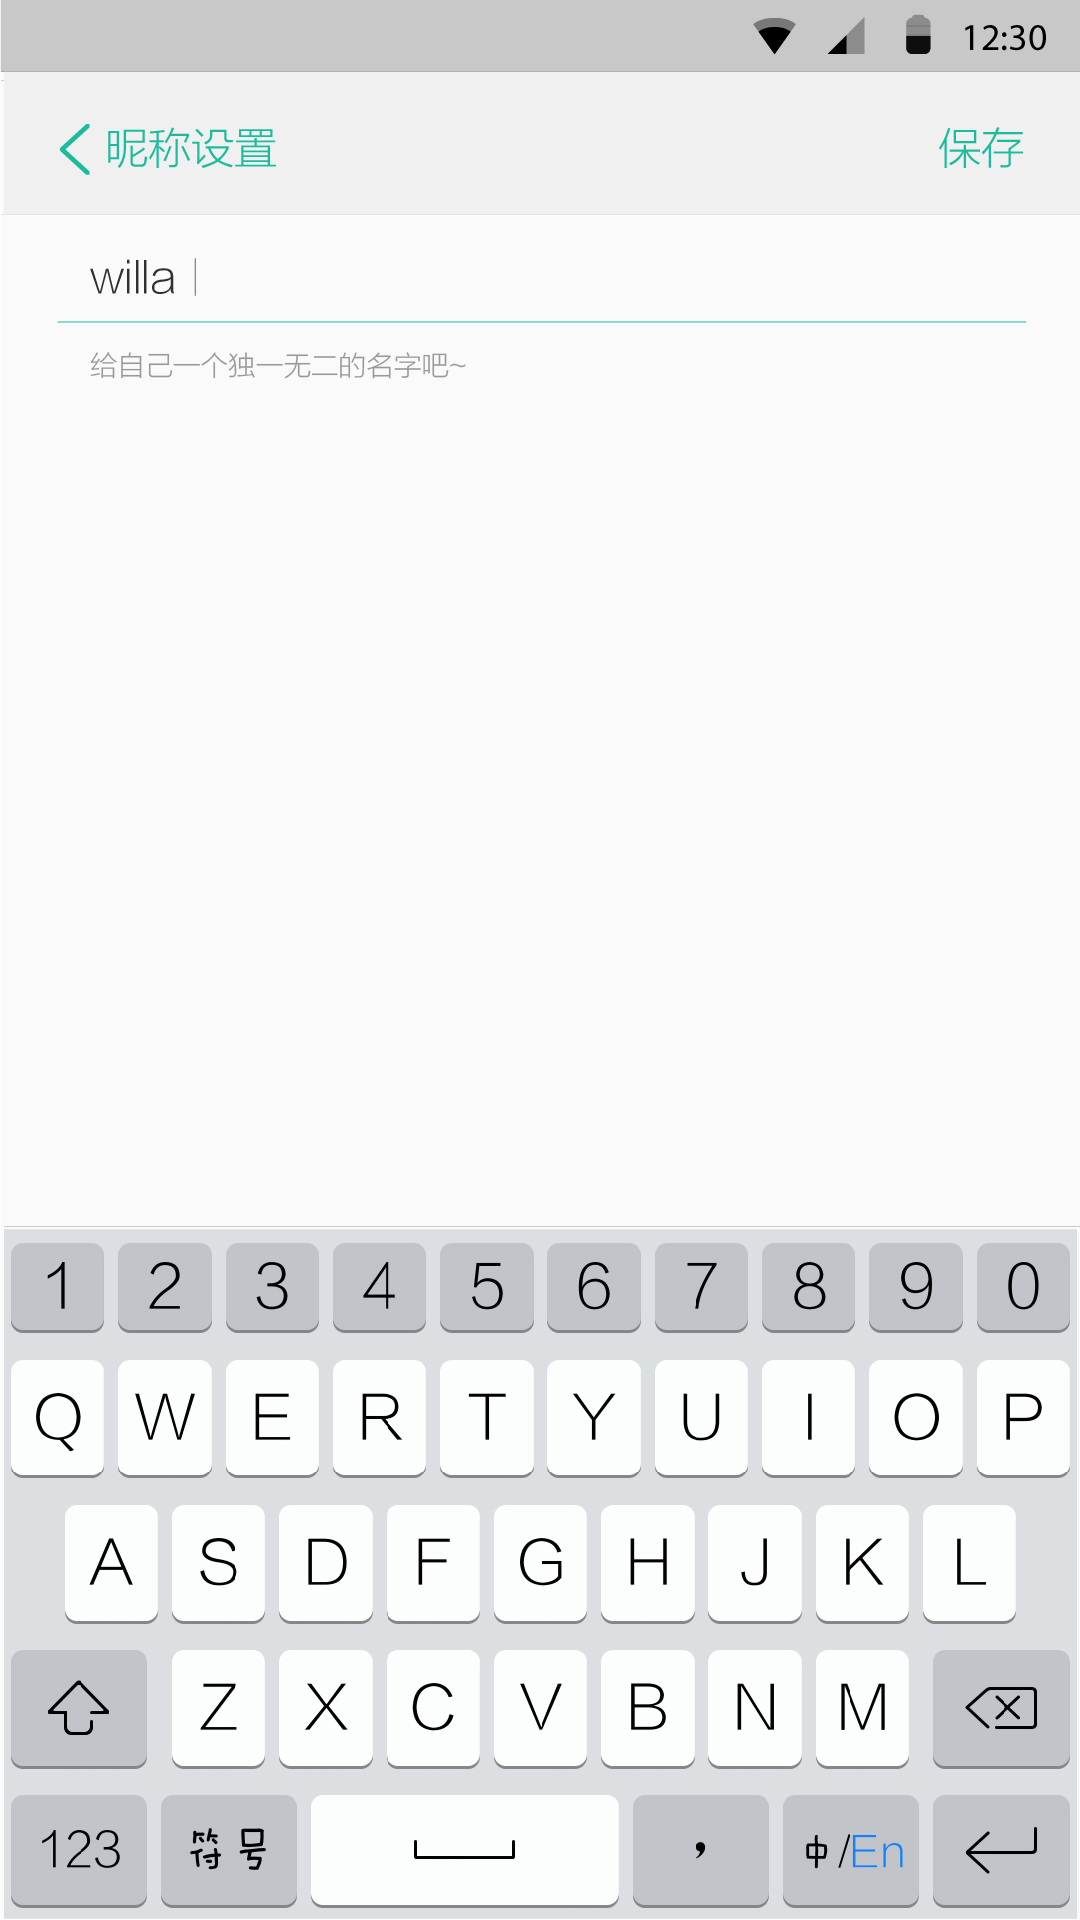 12:30
昵称设置 保存
willa
给自己一个独一无二的名字吧~
1 2 3 4 5 6 7 8 9 0
Q W E R T Y U I O P
A S D F G H J K L
Z X C V B N M
123 符号 , 中/En